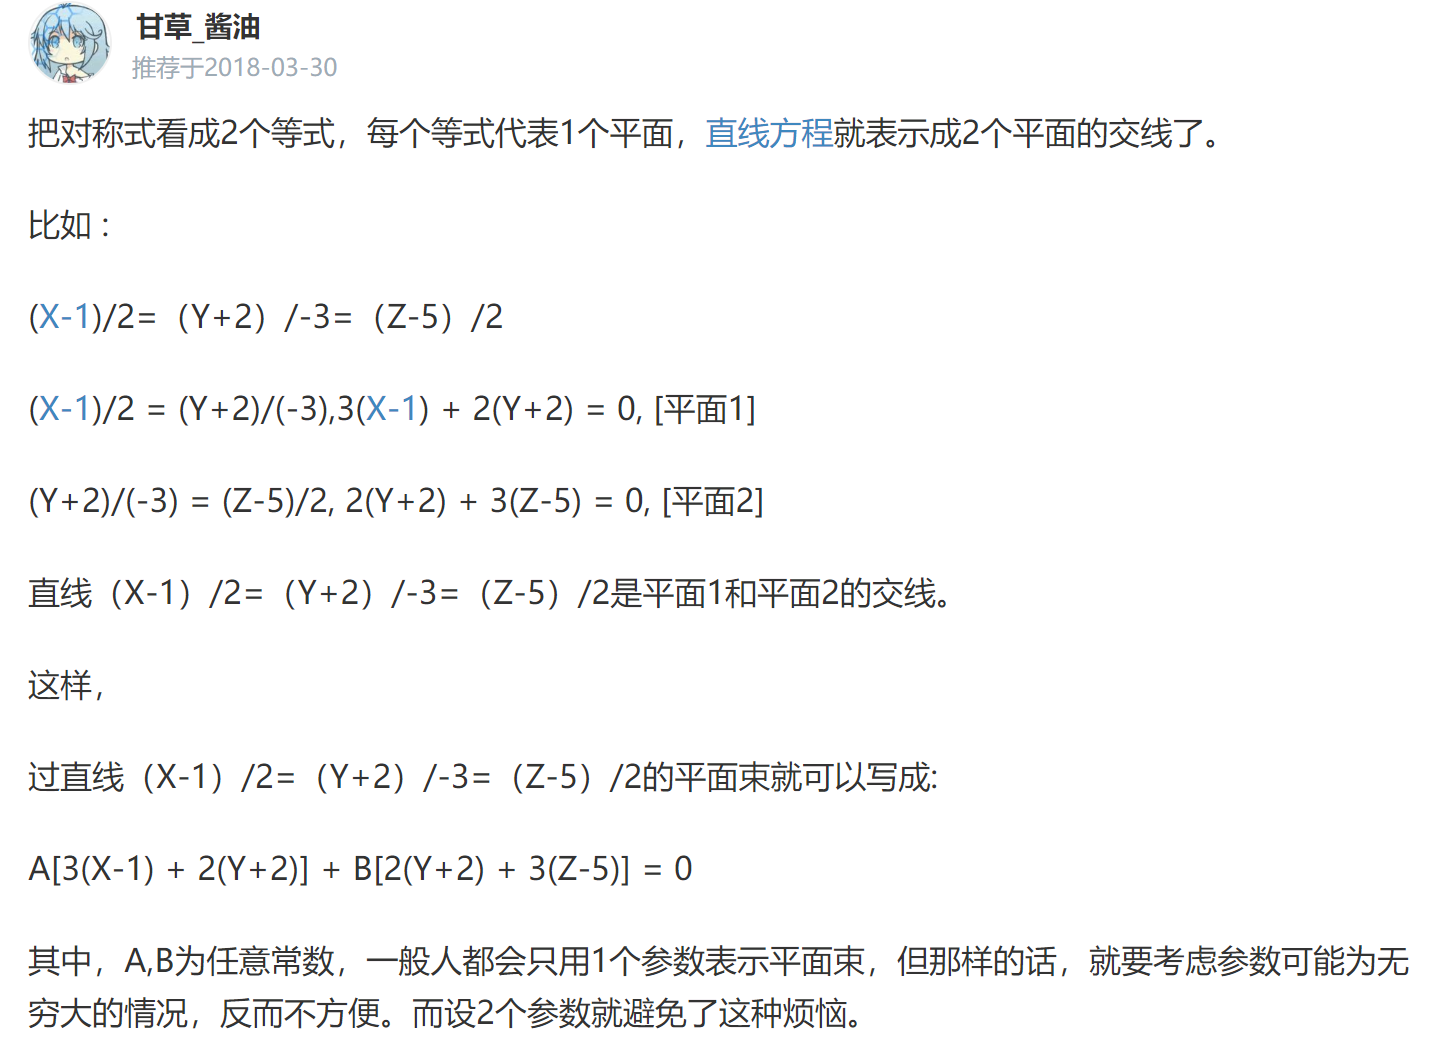 甘草_酱油
推荐于2018-03-30
把对称式看成2个等式，每个等式代表1个平面，直线方程就表示成2个平面的交线了。
比如：
(X-1)/2=（Y+2）/-3=（Z-5）/2
(X-1)/2 = (Y+2)/(-3),3(X-1) + 2(Y+2) = 0, [平面1]
(Y+2)/(-3) = (Z-5)/2, 2(Y+2) + 3(Z-5) = 0, [平面2]
直线（X-1）/2=（Y+2）/-3=（Z-5）/2是平面1和平面2的交线。
这样，
过直线（X-1）/2=（Y+2）/-3=（Z-5）/2的平面束就可以写成:
A[3(X-1) + 2(Y+2)] + B[2(Y+2) + 3(Z-5)] = 0
其中，A,B为任意常数，一般人都会只用1个参数表示平面束，但那样的话，就要考虑参数可能为无
穷大的情况，反而不方便。而设2个参数就避免了这种烦恼。